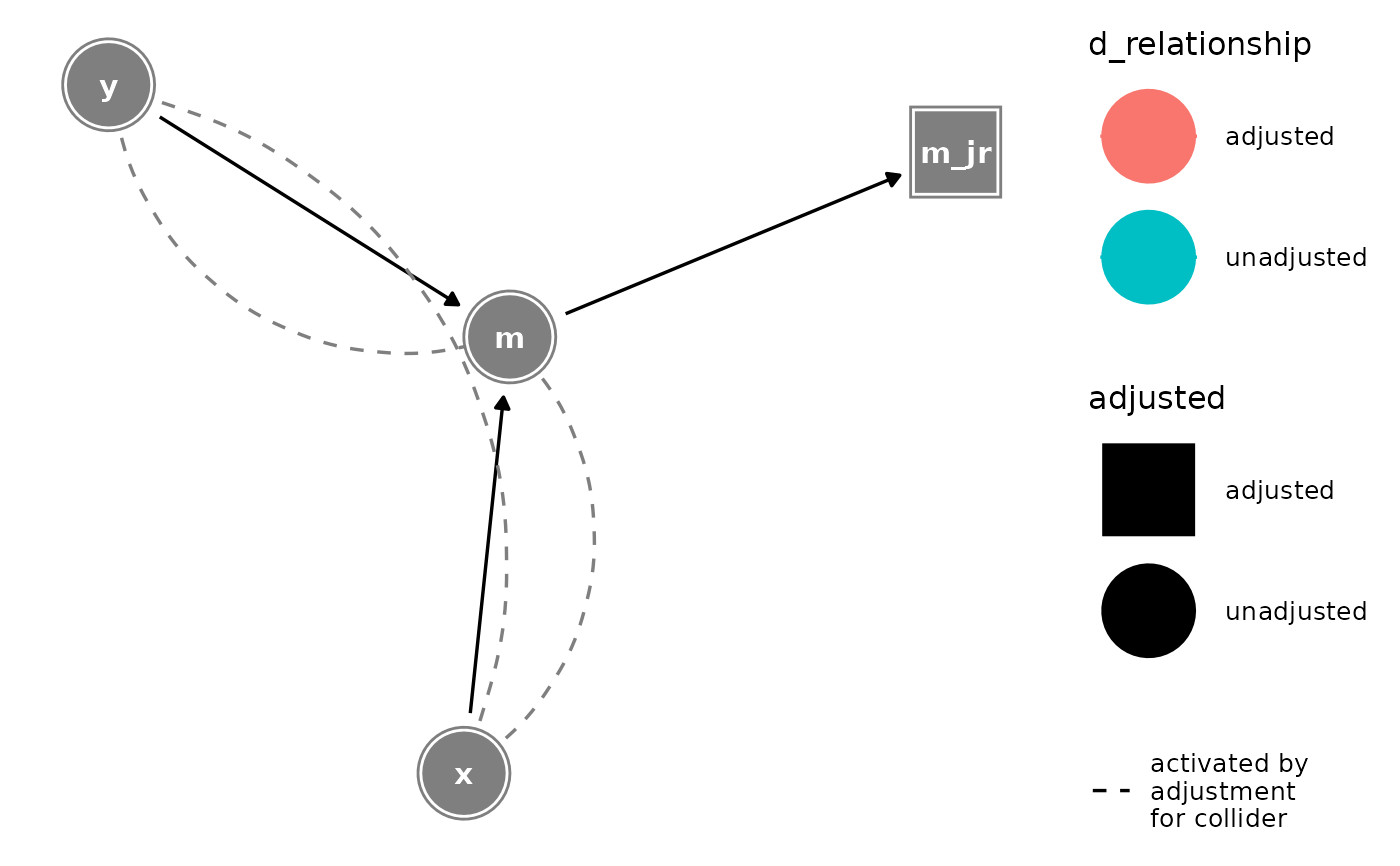 y
m_jr
m
x
d_relationship
adjusted
unadjusted
adjusted
adjusted
unadjusted
activated by
adjustment
for collider